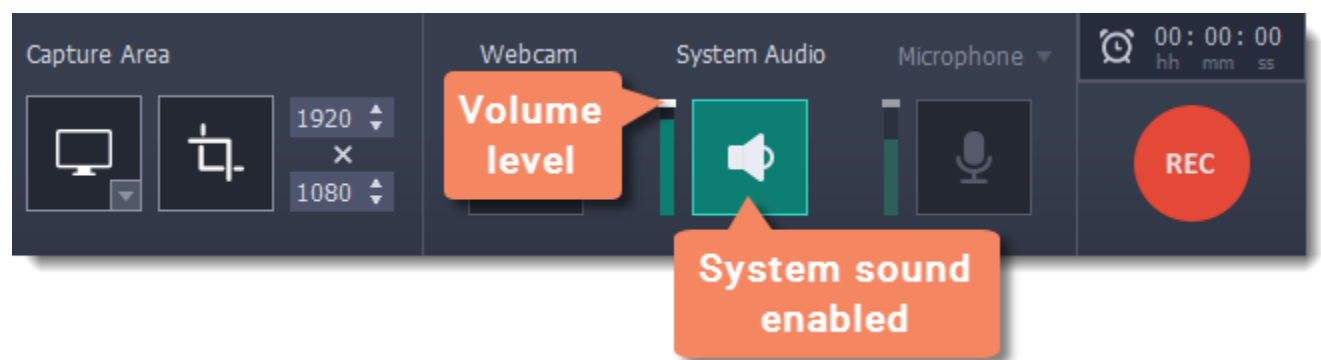 Capture Area
1920
×
1080
Webcam
System Audio
Microphone
00: 00: 00
hh mm ss
Volume
level
REC
System sound
enabled